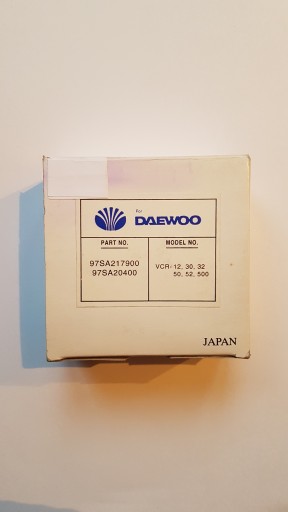 For DAEWOO
PART NO. MODEL NO.
97SA217900 VCR-12, 30, 32
97SA20400 50, 52, 500
JAPAN